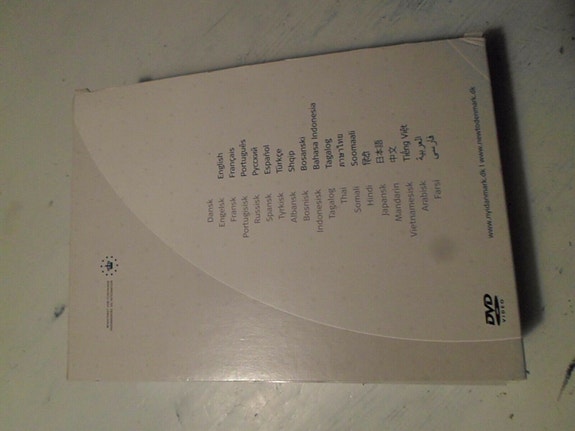 Dansk
Engelsk English
Fransk Français
Portugisisk Português
Russisk Русский
Spansk Español
Tyrkisk Türkçe
Albansk Shqip
Bosnisk Bosanski
Indonesisk Bahasa Indonesia
Tagalog Tagalog
Thai ภาษาไทย
Somali Soomaali
Hindi हिंदी
Japansk 日本語
Mandarin 中文
Vietnamesisk Tiếng Việt
Arabisk العربية
Farsi فارسی
DVD www.nydanmark.dk | www.newtodenmark.dk
VIDEO